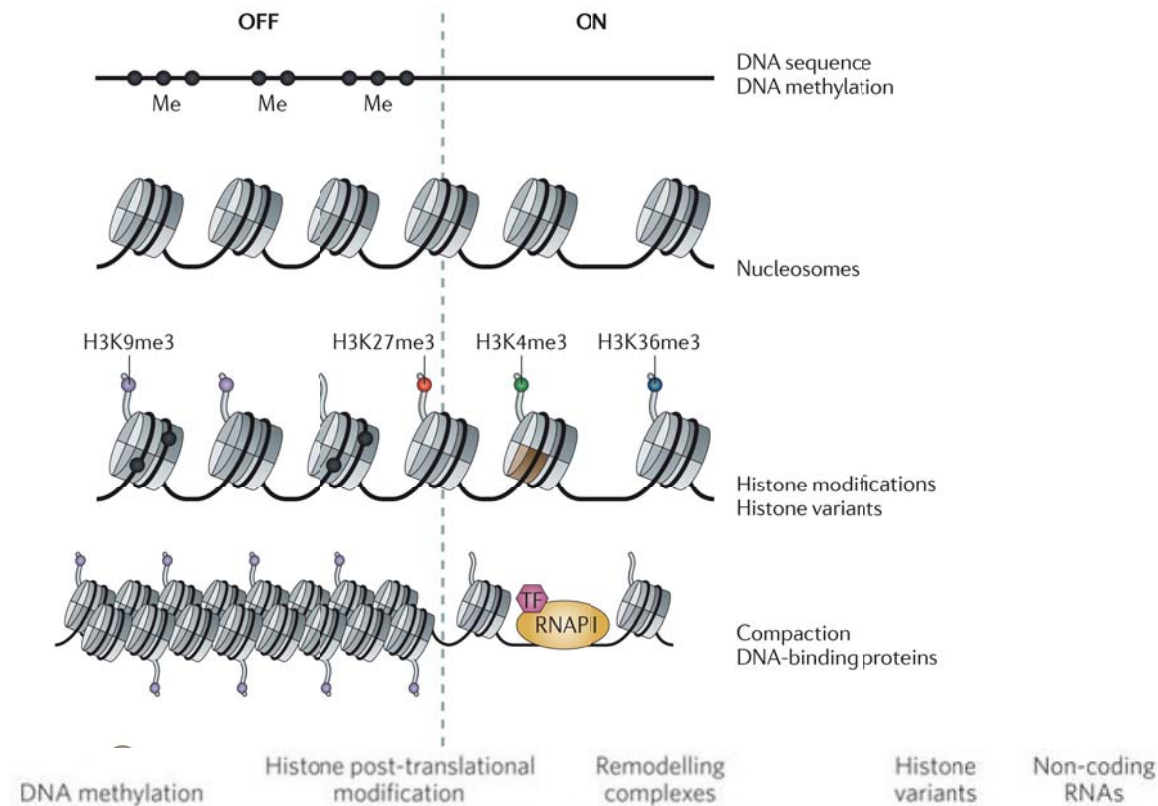 OFF ON
DNA sequence
DNA methylation
Me Me Me
Nucleosomes
H3K9me3 H3K27me3 H3K4me3 H3K36me3
Histone modifications
Histone variants
TF
RNAPII
Compaction
DNA-binding proteins
DNA methylation
Histone post-translational
modification
Remodelling
complexes
Histone
variants
Non-coding
RNAs